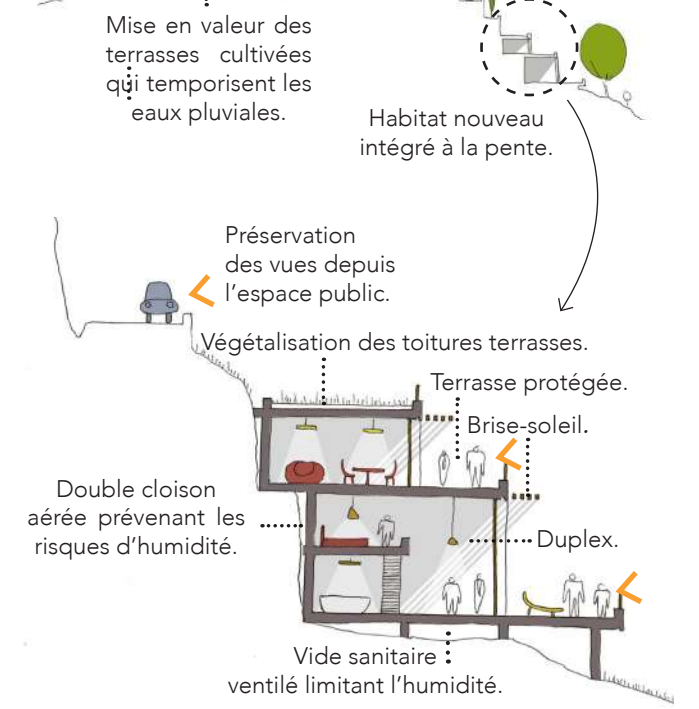 Mise en valeur des
terrasses cultivées
qui temporisent les
eaux pluviales.
Habitat nouveau
intégré à la pente.
Préservation
des vues depuis
l'espace public.
Végétalisation des toitures terrasses.
Terrasse protégée.
Brise-soleil.
Double cloison
aérée prévenant les
risques d'humidité.
Duplex.
Vide sanitaire
ventilé limitant l'humidité.